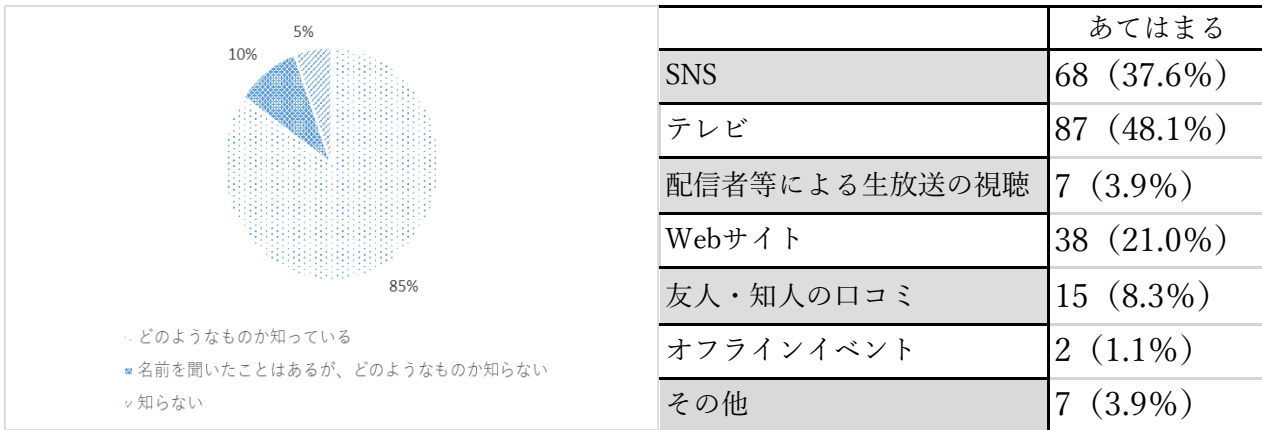 5%
10%
85%
どのようなものか知っている
名前を聞いたことはあるが、どのようなものか知らない
知らない
あてはまる
SNS 68（37.6%）
テレビ 87（48.1%）
配信者等による生放送の視聴 7（3.9%）
Webサイト 38（21.0%）
友人・知人の口コミ 15（8.3%）
オフラインイベント 2（1.1%）
その他 7（3.9%）